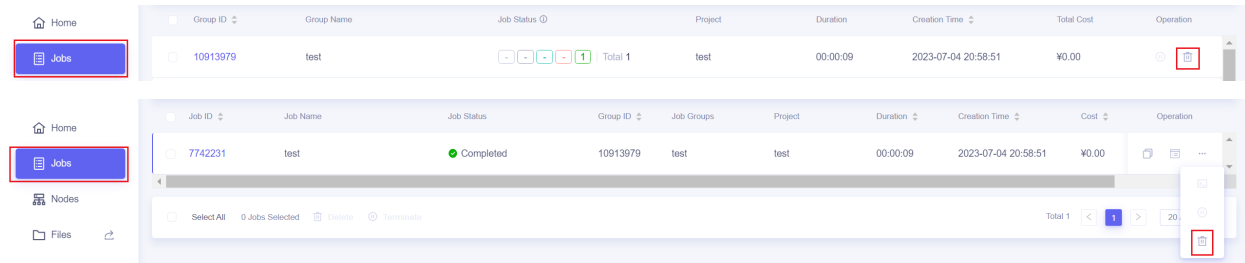 Home
Group ID Group Name Job Status Project Duration Creation Time Total Cost Operation
Jobs
10913979 test - - - - 1 Total 1 test 00:00:09 2023-07-04 20:58:51 ¥0.00
Home
Job ID Job Name Job Status Group ID Job Groups Project Duration Creation Time Cost Operation
Jobs
7742231 test Completed 10913979 test test 00:00:09 2023-07-04 20:58:51 ¥0.00 ...
Nodes
Select All 0 Jobs Selected Delete Terminate Total 1 < 1 > 20
Files